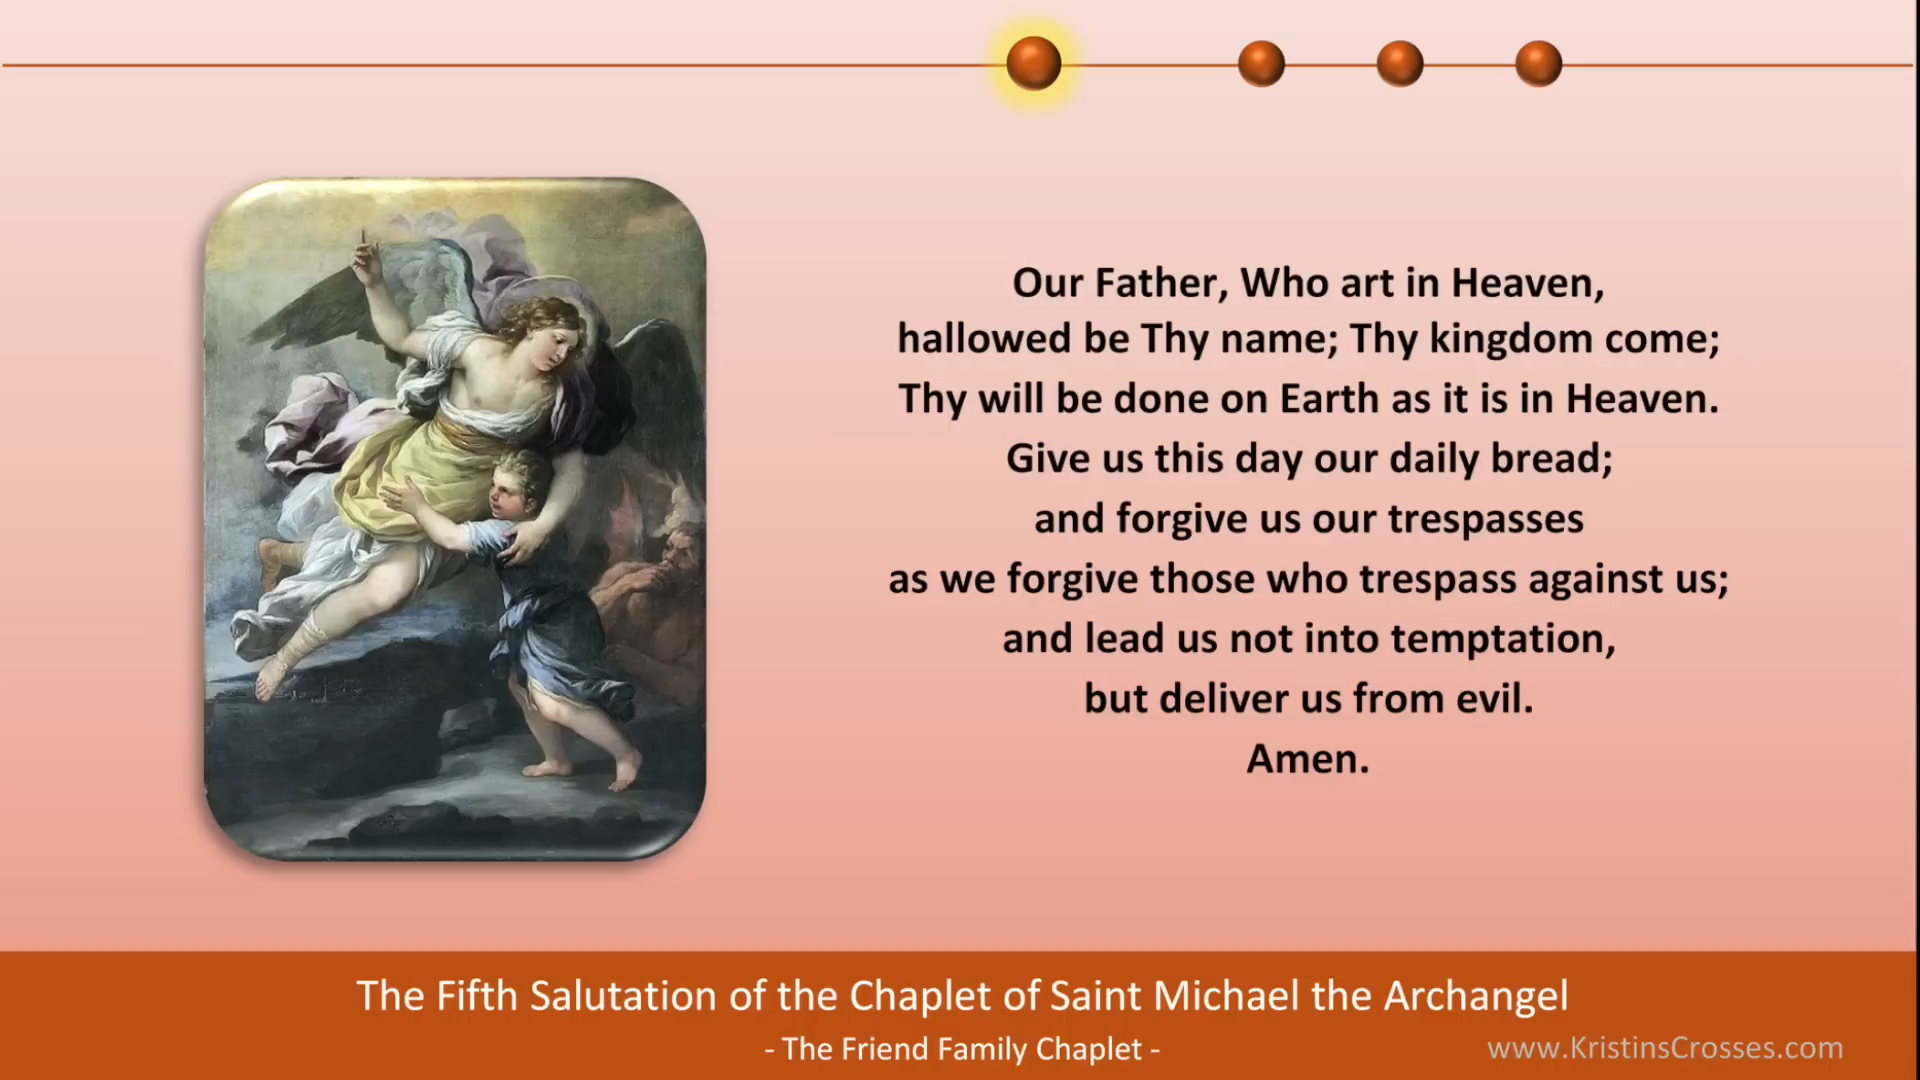 Our Father, Who art in Heaven,
hallowed be Thy name; Thy kingdom come;
Thy will be done on Earth as it is in Heaven.
Give us this day our daily bread;
and forgive us our trespasses
as we forgive those who trespass against us;
and lead us not into temptation,
but deliver us from evil.
Amen.
The Fifth Salutation of the Chaplet of Saint Michael the Archangel
- The Friend Family Chaplet -
www.KristinsCrosses.com